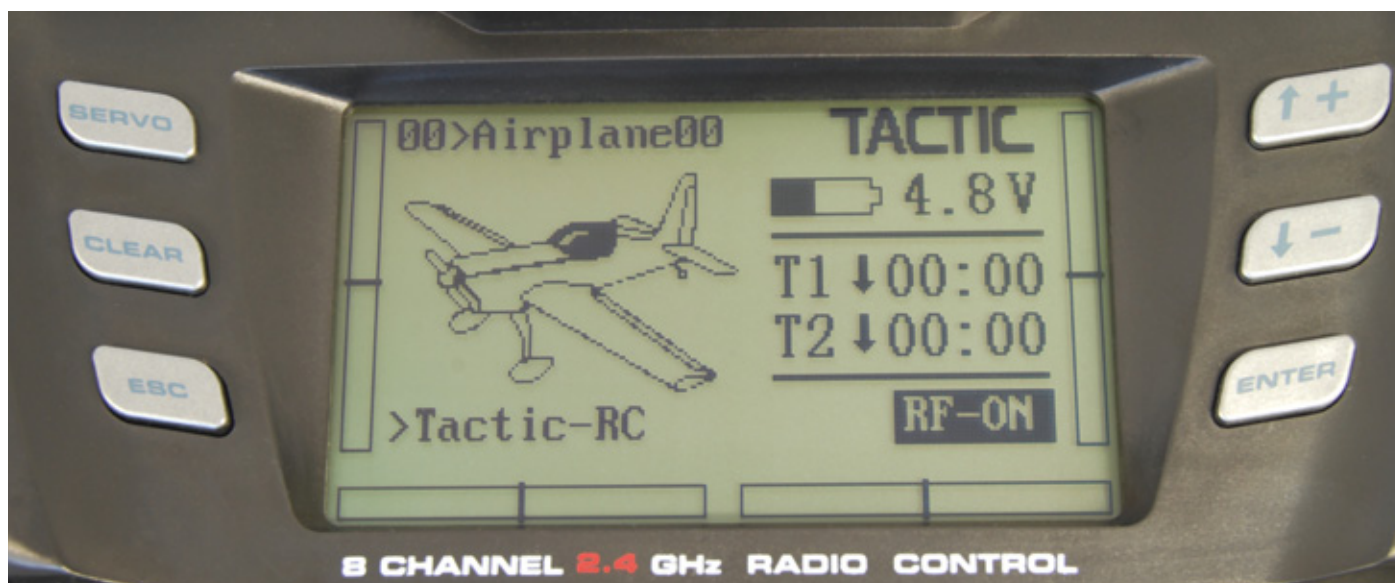 SERVO
CLEAR
ESC
00>Airplane00
TACTIC
4.8V
T1⬇00:00
T2⬇00:00
>Tactic-RC
RF-ON
↑ +
↓ −
ENTER
8 CHANNEL 2.4 GHz RADIO CONTROL